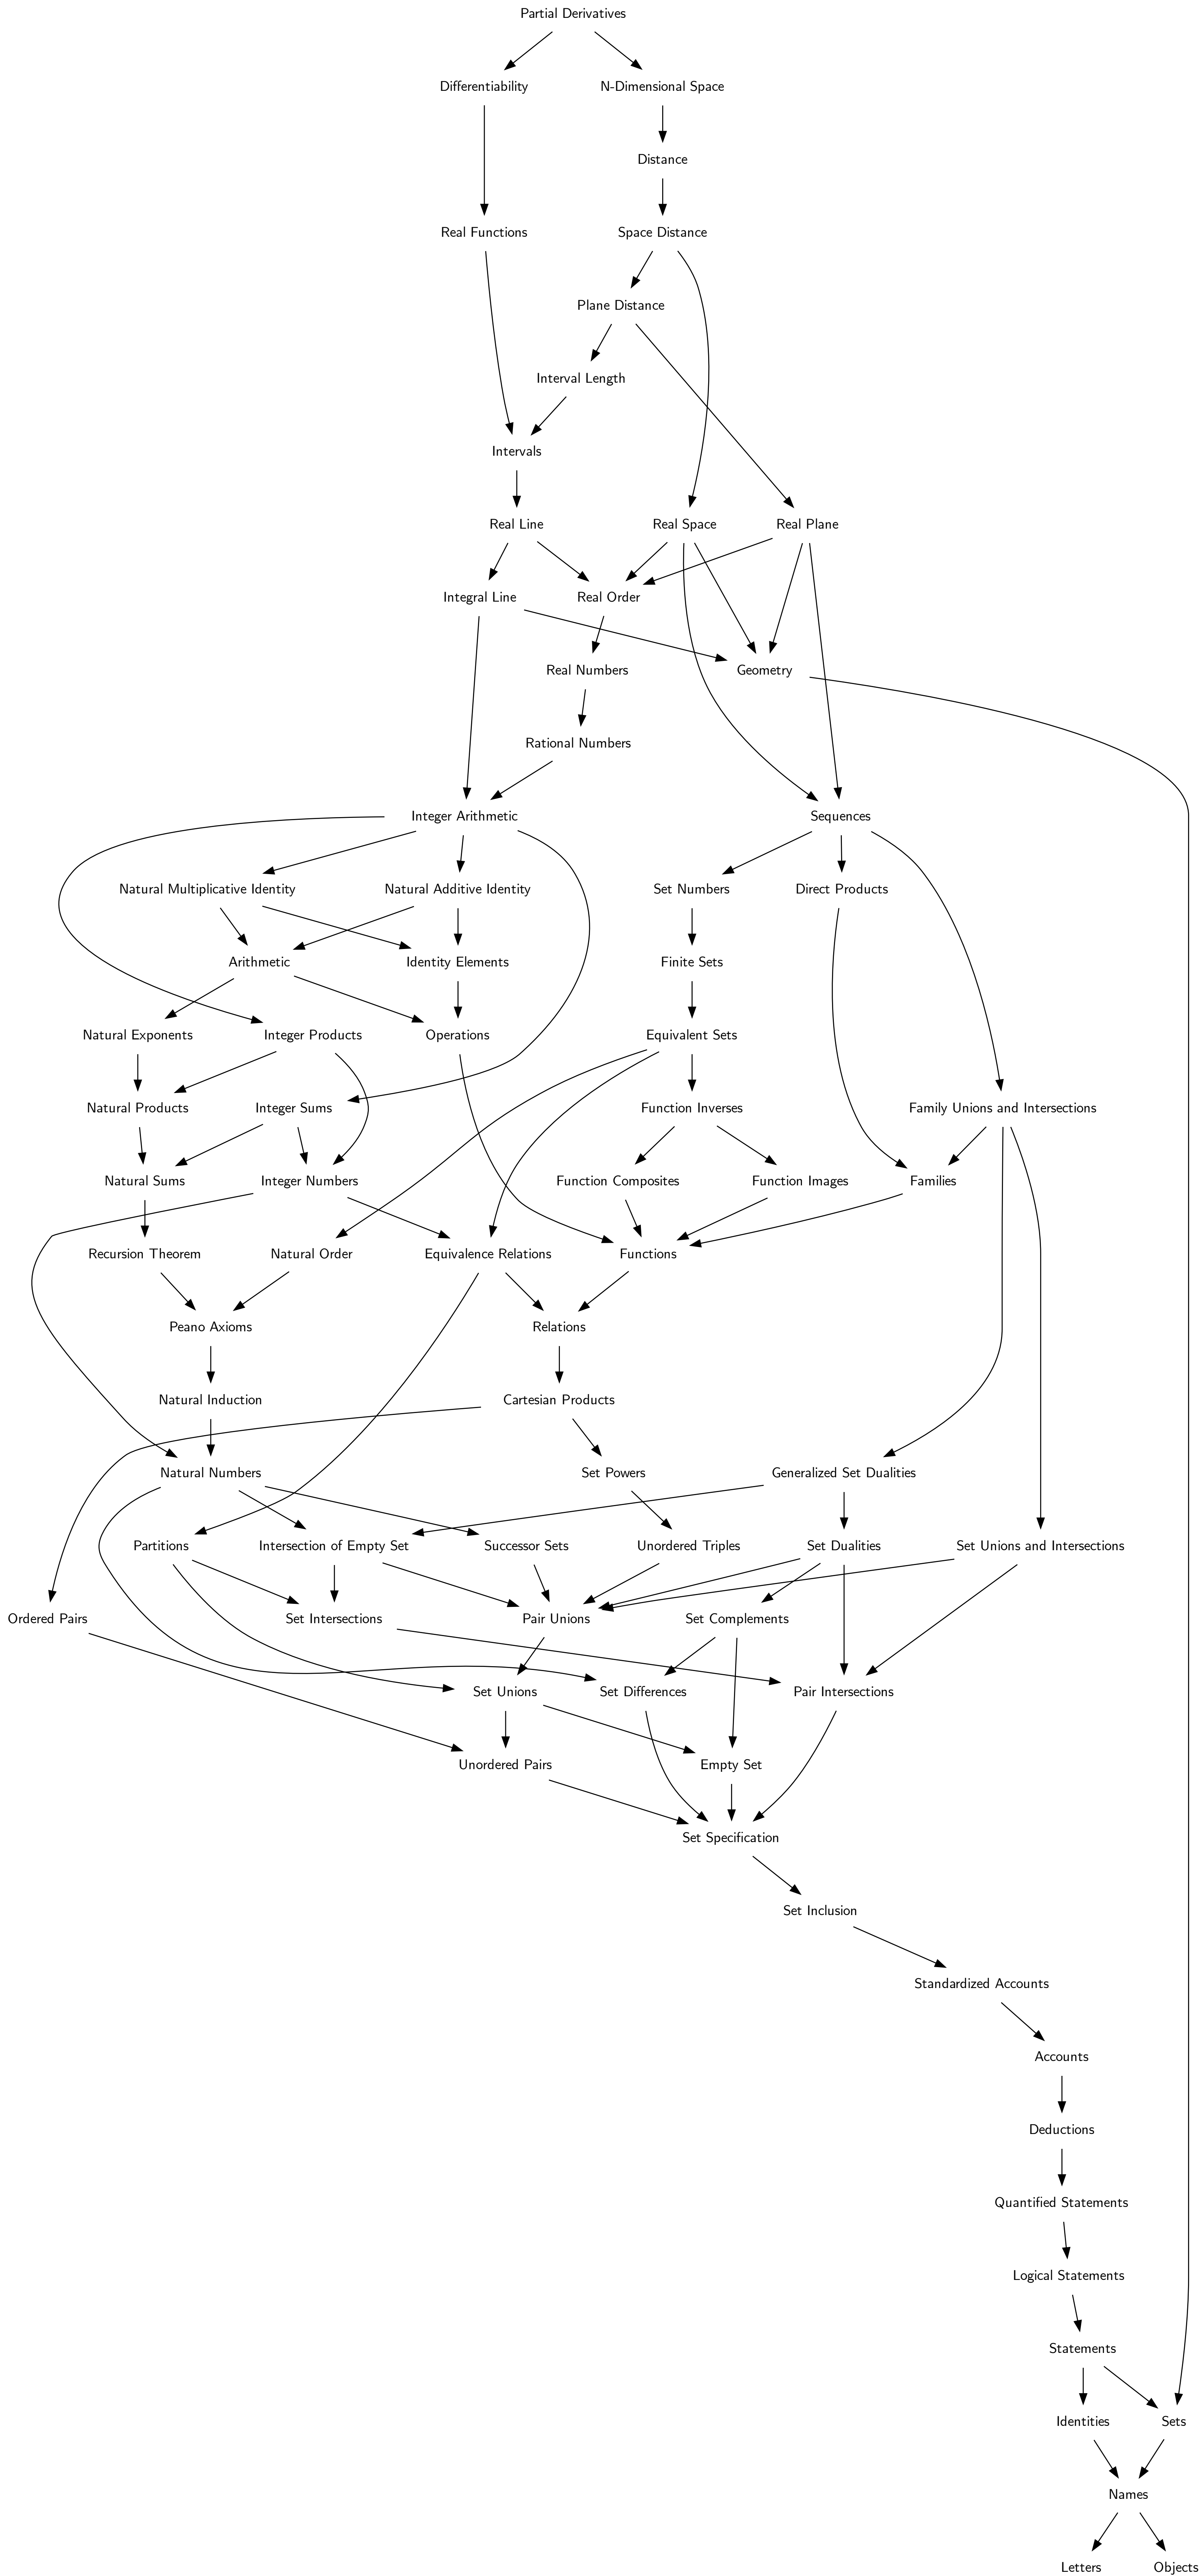 Partial Derivatives
Differentiability
N-Dimensional Space
Distance
Real Functions
Space Distance
Plane Distance
Interval Length
Intervals
Real Line
Real Space
Real Plane
Integral Line
Real Order
Real Numbers
Geometry
Rational Numbers
Integer Arithmetic
Sequences
Natural Multiplicative Identity
Natural Additive Identity
Set Numbers
Direct Products
Arithmetic
Identity Elements
Finite Sets
Natural Exponents
Integer Products
Operations
Equivalent Sets
Natural Products
Integer Sums
Function Inverses
Family Unions and Intersections
Natural Sums
Integer Numbers
Function Composites
Function Images
Families
Recursion Theorem
Natural Order
Equivalence Relations
Functions
Peano Axioms
Relations
Natural Induction
Cartesian Products
Natural Numbers
Set Powers
Generalized Set Dualities
Partitions
Intersection of Empty Set
Successor Sets
Unordered Triples
Set Dualities
Set Unions and Intersections
Ordered Pairs
Set Intersections
Pair Unions
Set Complements
Set Unions
Set Differences
Pair Intersections
Unordered Pairs
Empty Set
Set Specification
Set Inclusion
Standardized Accounts
Accounts
Deductions
Quantified Statements
Logical Statements
Statements
Identities
Sets
Names
Letters
Objects